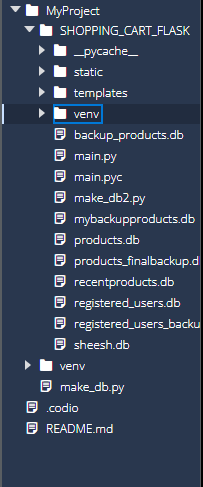 MyProject
SHOPPING_CART_FLASK
__pycache__
static
templates
venv
backup_products.db
main.py
main.pyc
make_db2.py
mybackupproducts.db
products.db
products_finalbackup.d
recentproducts.db
registered_users.db
registered_users_backu
sheesh.db
venv
make_db.py
.codio
README.md